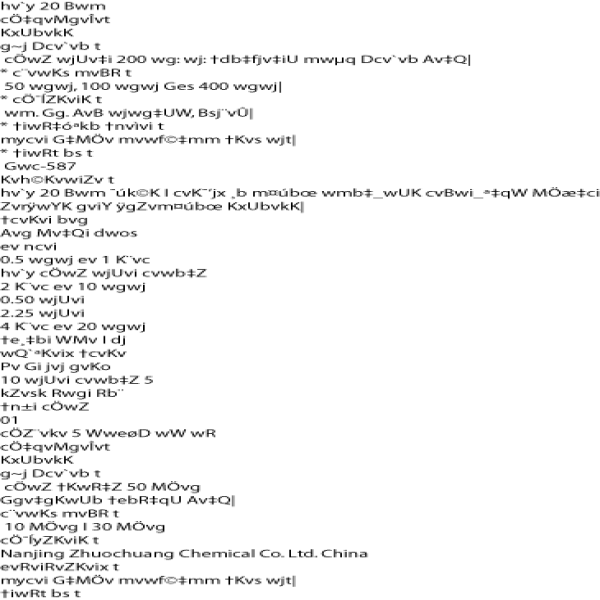 hv`y 20 Bwm
cÖ‡qvMgvÎvt
KxUbvkK
g~j Dcv`vb t
cÖwZ wjUv‡i 200 wg: wj: †db‡fjv‡iU mwµq Dcv`vb Av‡Q|
* c¨vwKs mvBR t
50 wgwj, 100 wgwj Ges 400 wgwj|
* cÖ¯ÍZKviK t
wm. Gg. AvB wjwg‡UW, Bsj¨vÛ|
* †iwR‡óªkb †nvìvi t
mycvi G‡MÖv mvwf©‡mm †Kvs wjt|
* †iwRt bs t
Gwc-587
Kvh©KvwiZv t
hv`y 20 Bwm ¯úk©K I cvK¯’jx ¸b m¤úbœ wmb‡_wUK cvBwi_ª‡qW MÖæ‡ci
ZvrÿwYK gviY ÿgZvm¤úbœ KxUbvkK|
†cvKvi bvg
Avg Mv‡Qi dwos
ev ncvi
0.5 wgwj ev 1 K¨vc
hv`y cÖwZ wjUvi cvwb‡Z
2 K¨vc ev 10 wgwj
0.50 wjUvi
2.25 wjUvi
4 K¨vc ev 20 wgwj
†e¸‡bi WMv I dj
wQ`ªKvix †cvKv
Pv Gi jvj gvKo
10 wjUvi cvwb‡Z 5
kZvsk Rwgi Rb¨
†n±i cÖwZ
01
cÖZ¨vkv 5 WweøD wW wR
cÖ‡qvMgvÎvt
KxUbvkK
g~j Dcv`vb t
cÖwZ †KwR‡Z 50 MÖvg
Ggv‡gKwUb †ebR‡qU Av‡Q|
c¨vwKs mvBR t
10 MÖvg I 30 MÖvg
cÖ¯ÍyZKviK t
Nanjing Zhuochuang Chemical Co. Ltd. China
evRviRvZKvix t
mycvi G‡MÖv mvwf©‡mm †Kvs wjt|
†iwRt bs t